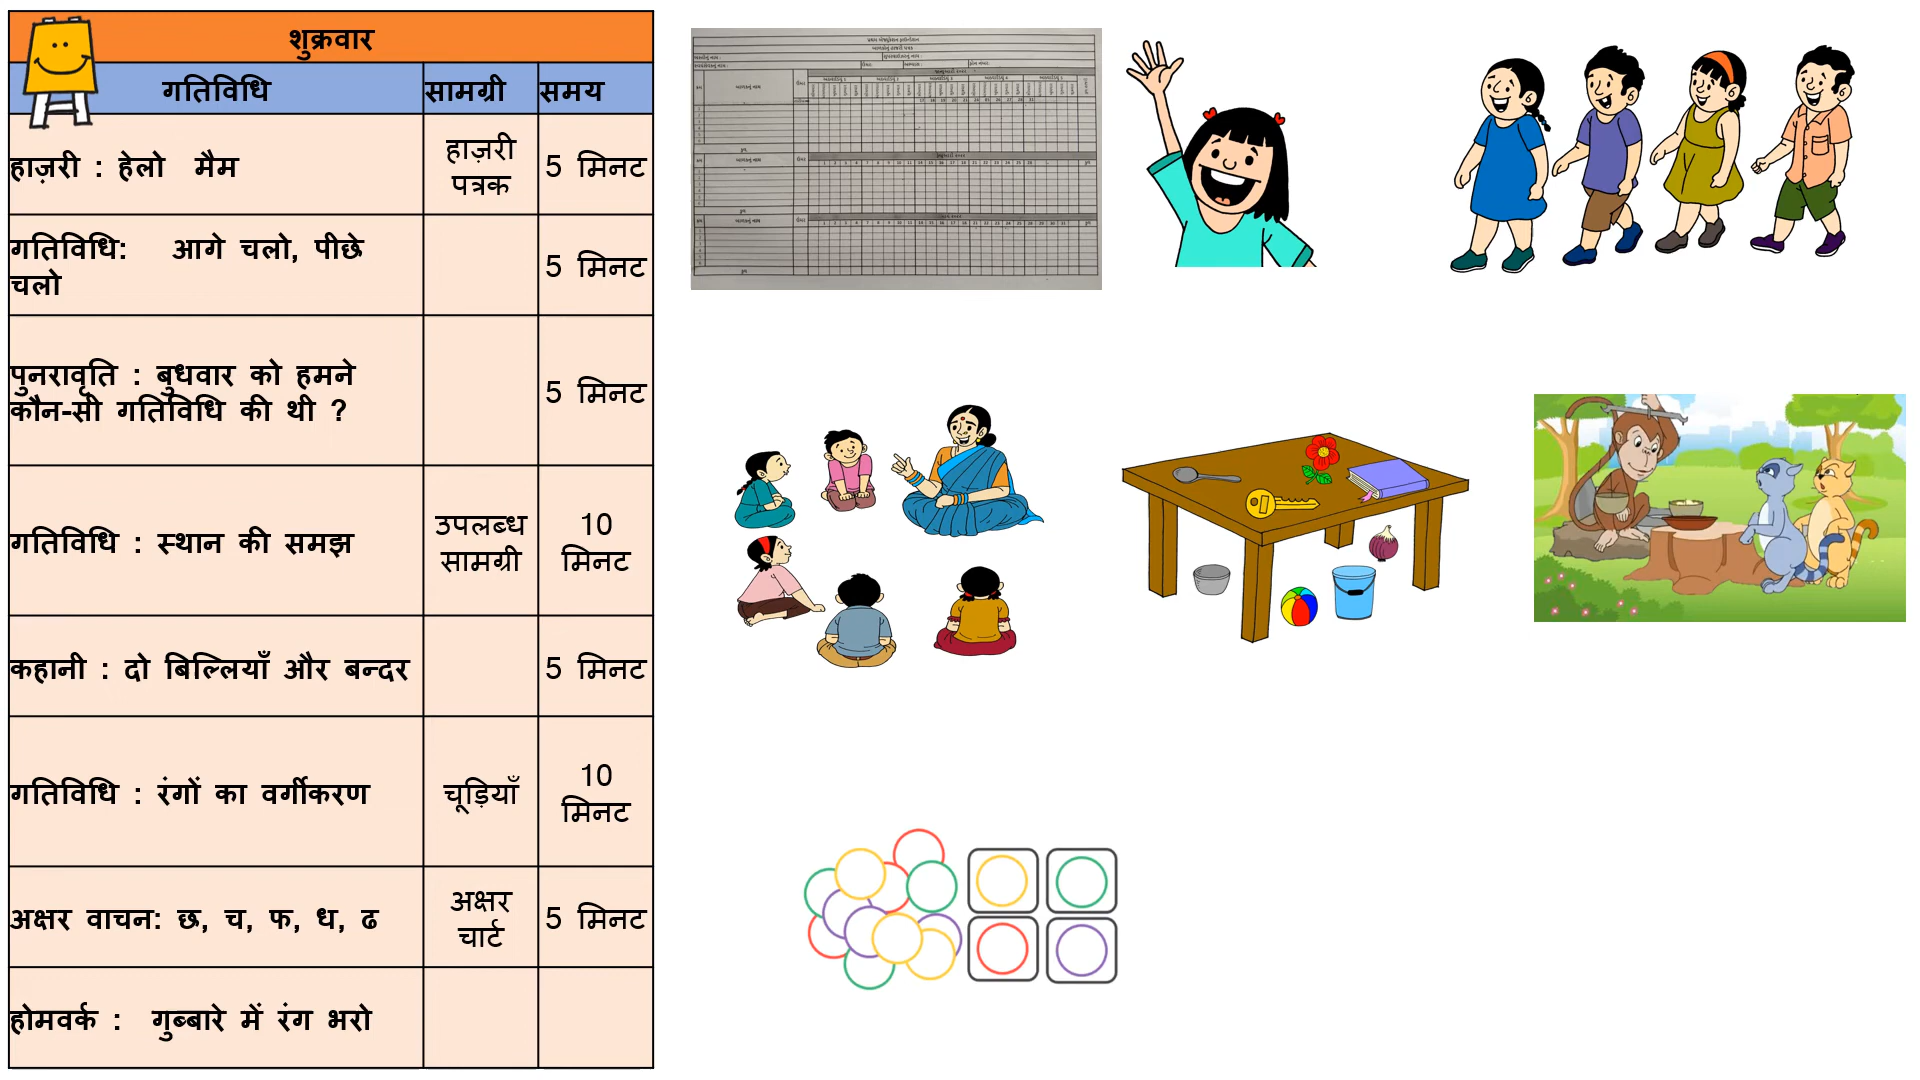 शुक्रवार
गतिविधि सामग्री समय
हाज़री : हेलो मैम
हाज़री
पत्रक
5 मिनट
गतिविधि: आगे चलो, पीछे
चलो
5 मिनट
पुनरावृति : बुधवार को हमने
कौन-सी गतिविधि की थी ?
5 मिनट
गतिविधि : स्थान की समझ
उपलब्ध
सामग्री
10
मिनट
कहानी : दो बिल्लियाँ और बन्दर
5 मिनट
गतिविधि : रंगों का वर्गीकरण
चूड़ियाँ
10
मिनट
अक्षर वाचन: छ, च, फ, ध, ढ
अक्षर
चार्ट
5 मिनट
होमवर्क : गुब्बारे में रंग भरो